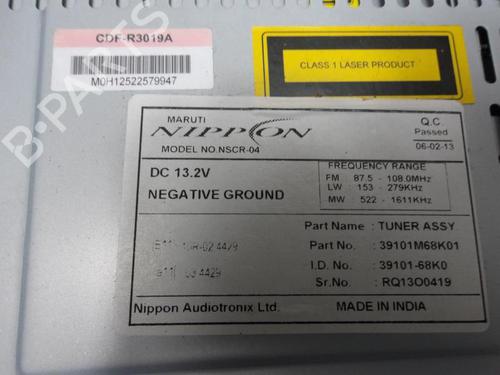 CDF-R3019A
M0H12522579947
CLASS 1 LASER PRODUCT
B-PARTS
MARUTI
NIPPON
MODEL NO.NSCR-04
Q.C.
Passed
06-02-13
DC 13.2V
NEGATIVE GROUND
FREQUENCY RANGE
FM : 87.5 - 108.0MHz
LW : 153 - 279KHz
MW : 522 - 1611KHz
Part Name : TUNER ASSY
Part No. : 39101M68K01
I.D. No. : 39101-68K0
Sr.No. : RQ13O0419
4429
4429
Nippon Audiotronix Ltd.
MADE IN INDIA